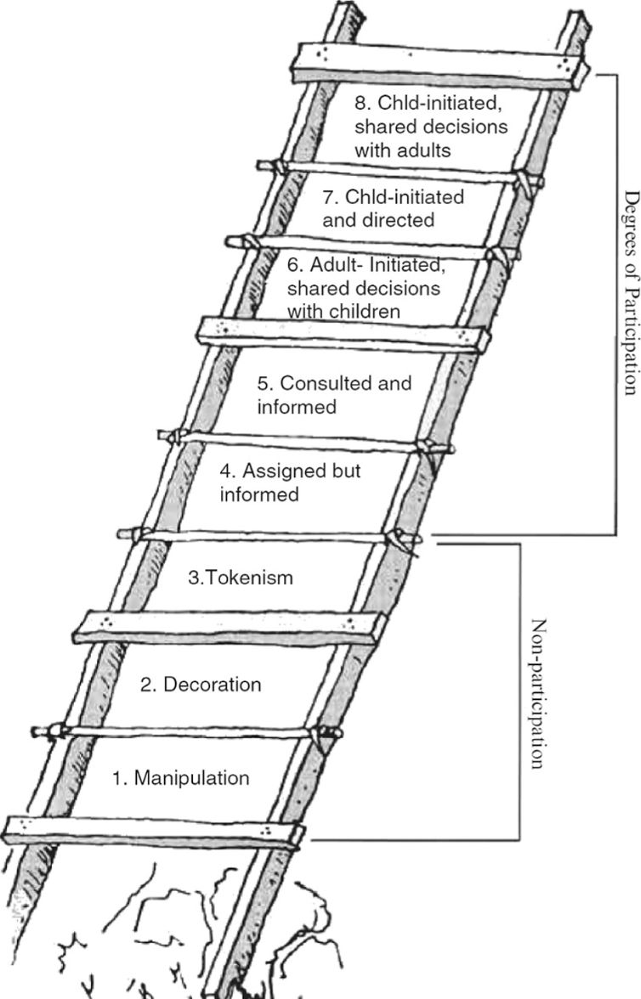 8. Chld-initiated,
shared decisions
with adults
7. Chld-initiated
and directed
6. Adult- Initiated,
shared decisions
with children
5. Consulted and
informed
4. Assigned but
informed
3.Tokenism
2. Decoration
1. Manipulation
Degrees of Participation
Non-participation